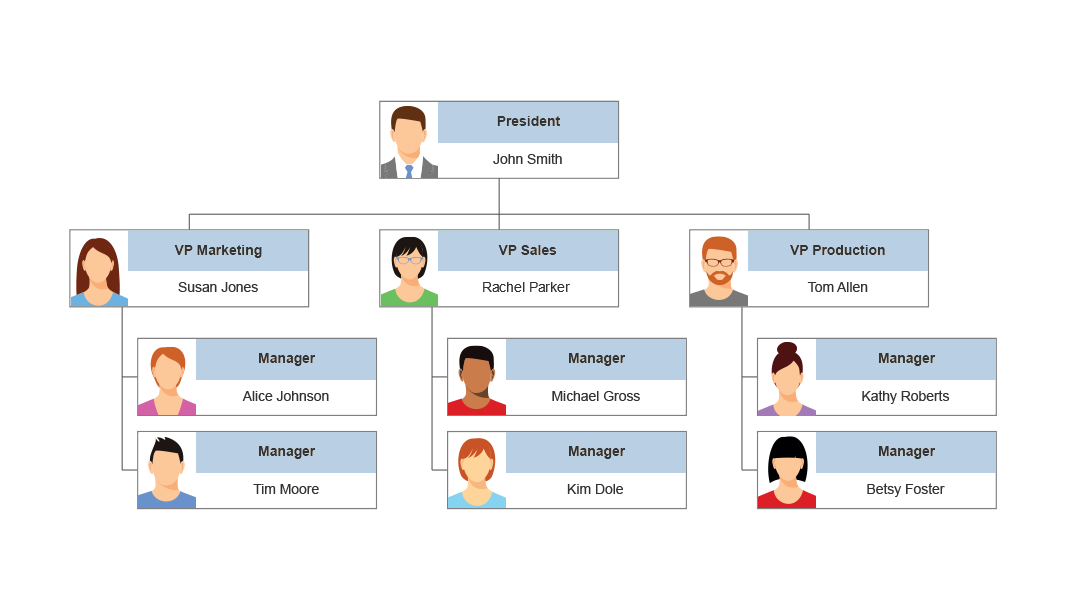 President
John Smith
VP Marketing
Susan Jones
VP Sales
Rachel Parker
VP Production
Tom Allen
Manager
Alice Johnson
Manager
Michael Gross
Manager
Kathy Roberts
Manager
Tim Moore
Manager
Kim Dole
Manager
Betsy Foster